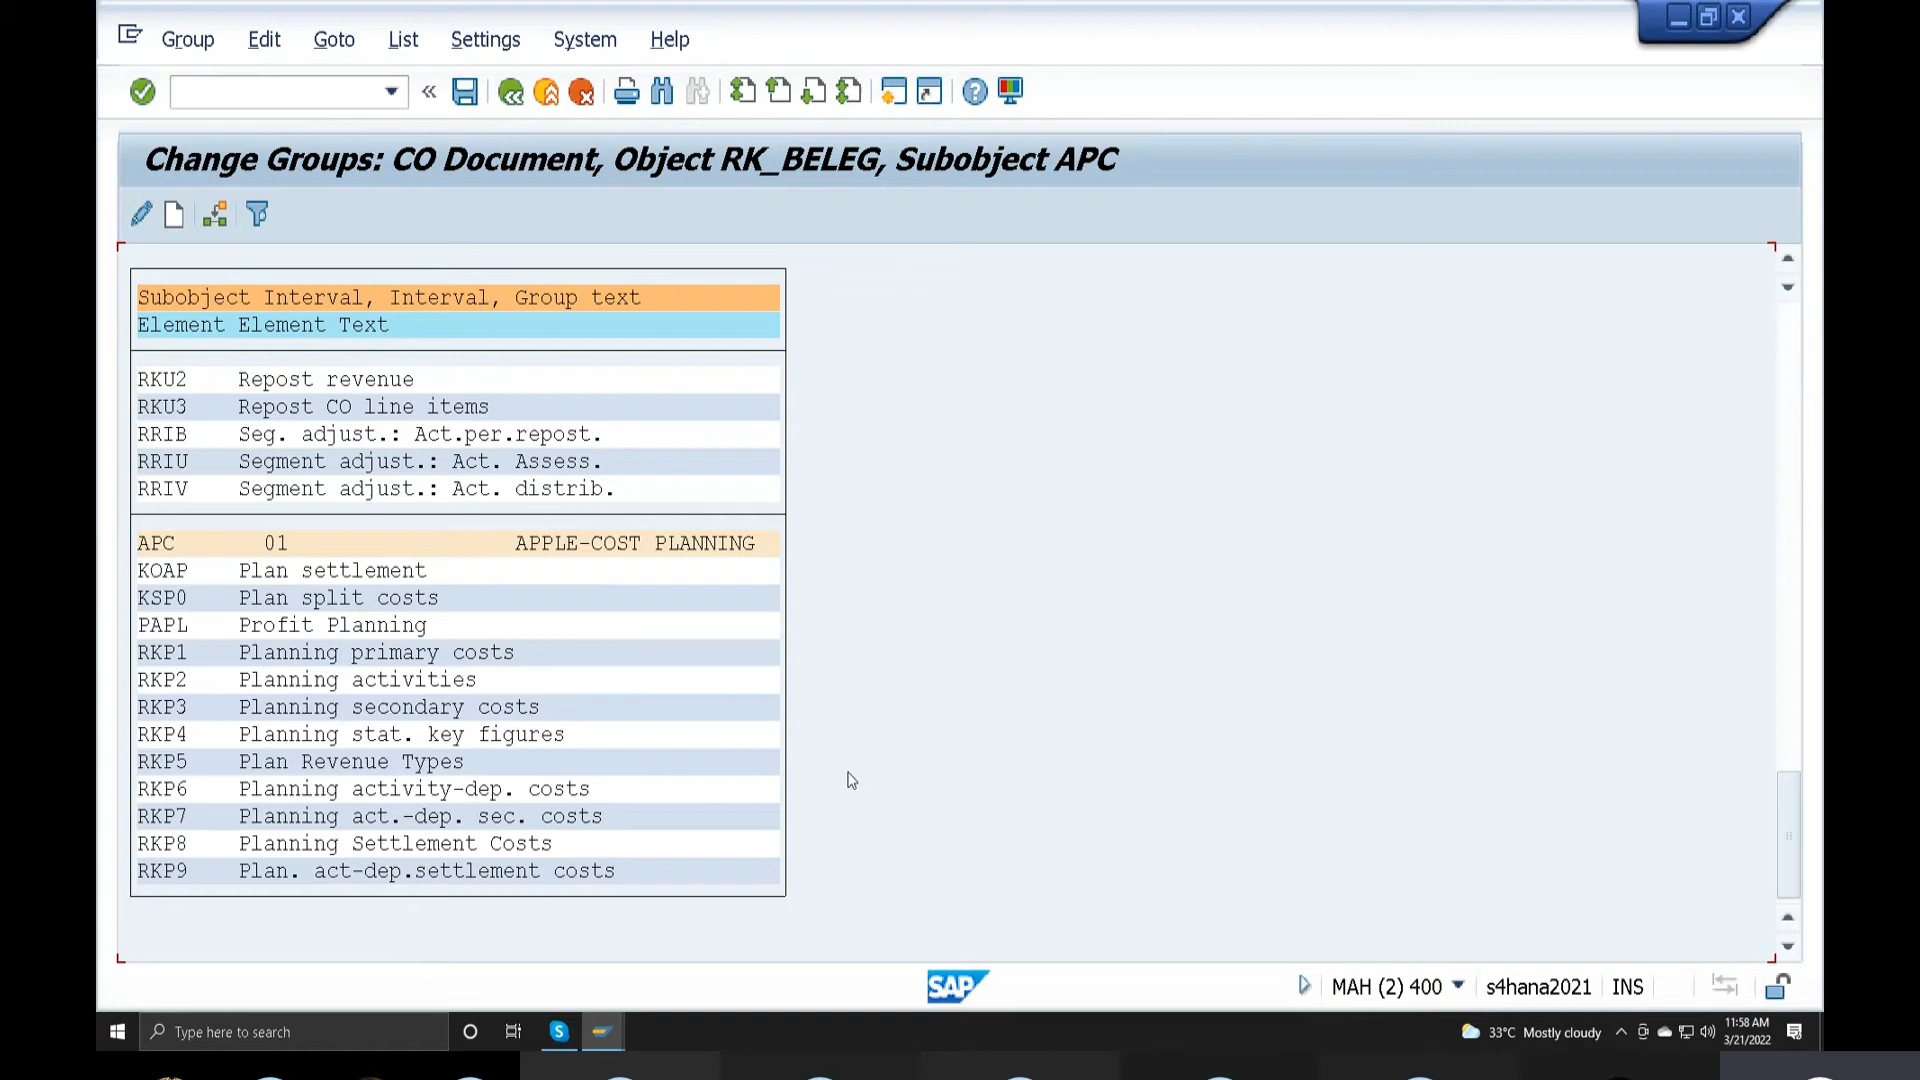 Group Edit Goto List Settings System Help
Change Groups: CO Document, Object RK_BELEG, Subobject APC
Subobject Interval, Interval, Group text
Element Element Text
RKU2 Repost revenue
RKU3 Repost CO line items
RRIB Seg. adjust.: Act.per.repost.
RRIU Segment adjust.: Act. Assess.
RRIV Segment adjust.: Act. distrib.
APC 01 APPLE-COST PLANNING
KOAP Plan settlement
KSP0 Plan split costs
PAPL Profit Planning
RKP1 Planning primary costs
RKP2 Planning activities
RKP3 Planning secondary costs
RKP4 Planning stat. key figures
RKP5 Plan Revenue Types
RKP6 Planning activity-dep. costs
RKP7 Planning act.-dep. sec. costs
RKP8 Planning Settlement Costs
RKP9 Plan. act-dep.settlement costs
SAP MAH (2) 400 s4hana2021 INS
Type here to search 33°C Mostly cloudy 11:58 AM
3/21/2022